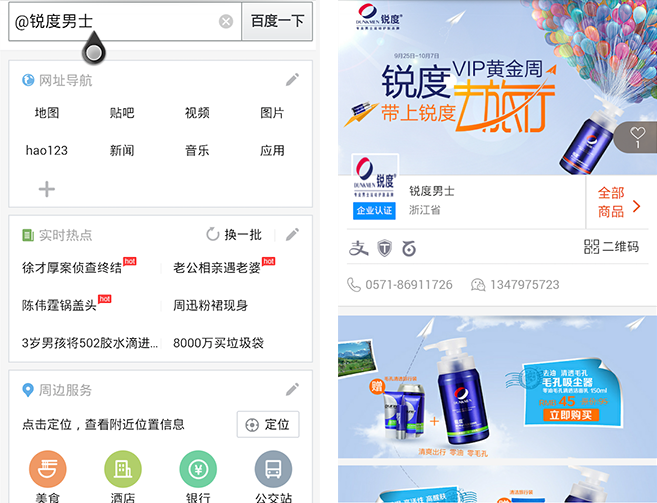 @锐度男士
百度一下
网址导航
地图 贴吧 视频 图片
hao123 新闻 音乐 应用
实时热点 换一批
徐才厚案侦查终结 hot 老公相亲遇老婆 hot
陈伟霆锅盖头 hot 周迅粉裙现身
3岁男孩将502胶水滴进... 8000万买垃圾袋
周边服务
点击定位，查看附近位置信息 定位
美食 酒店 银行 公交站
DUNKMEN 锐度
9月25日-10月7日
锐度 VIP黄金周
带上锐度 去旅行
1
DUNKMEN 锐度
企业认证
锐度男士
浙江省
全部
商品
二维码
0571-86911726 1347975723
赠
清爽出行 零油 零毛孔
去油 清透毛孔
毛孔吸尘器
150ml
45
立即购买